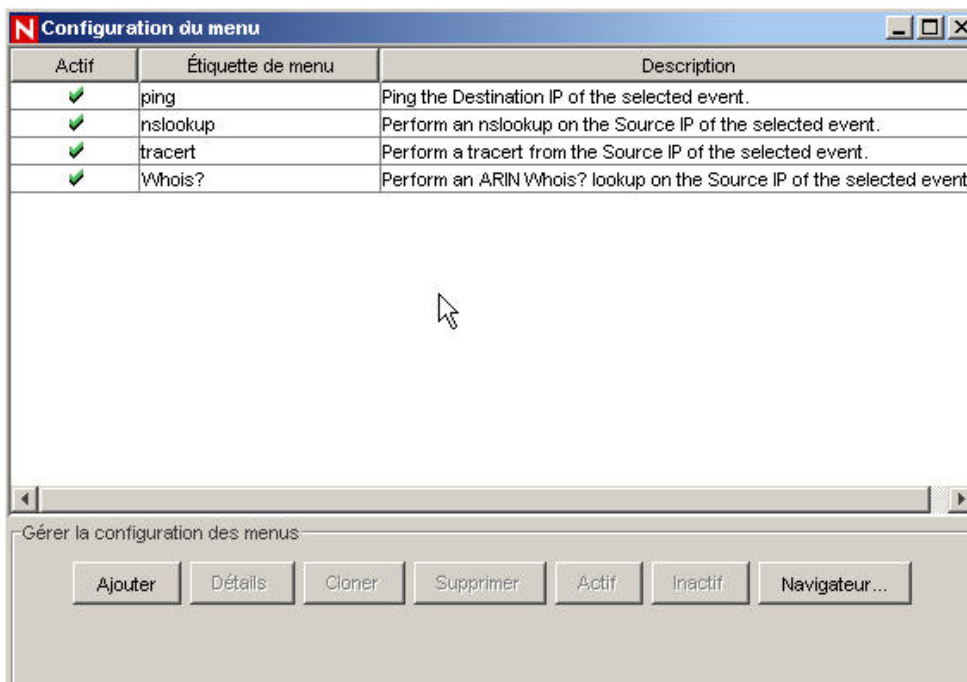 N Configuration du menu
Actif Étiquette de menu Description
ping Ping the Destination IP of the selected event.
nslookup Perform an nslookup on the Source IP of the selected event.
tracert Perform a tracert from the Source IP of the selected event.
Whois? Perform an ARIN Whois? lookup on the Source IP of the selected event
Gérer la configuration des menus
Ajouter Détails Cloner Supprimer Actif Inactif Navigateur...